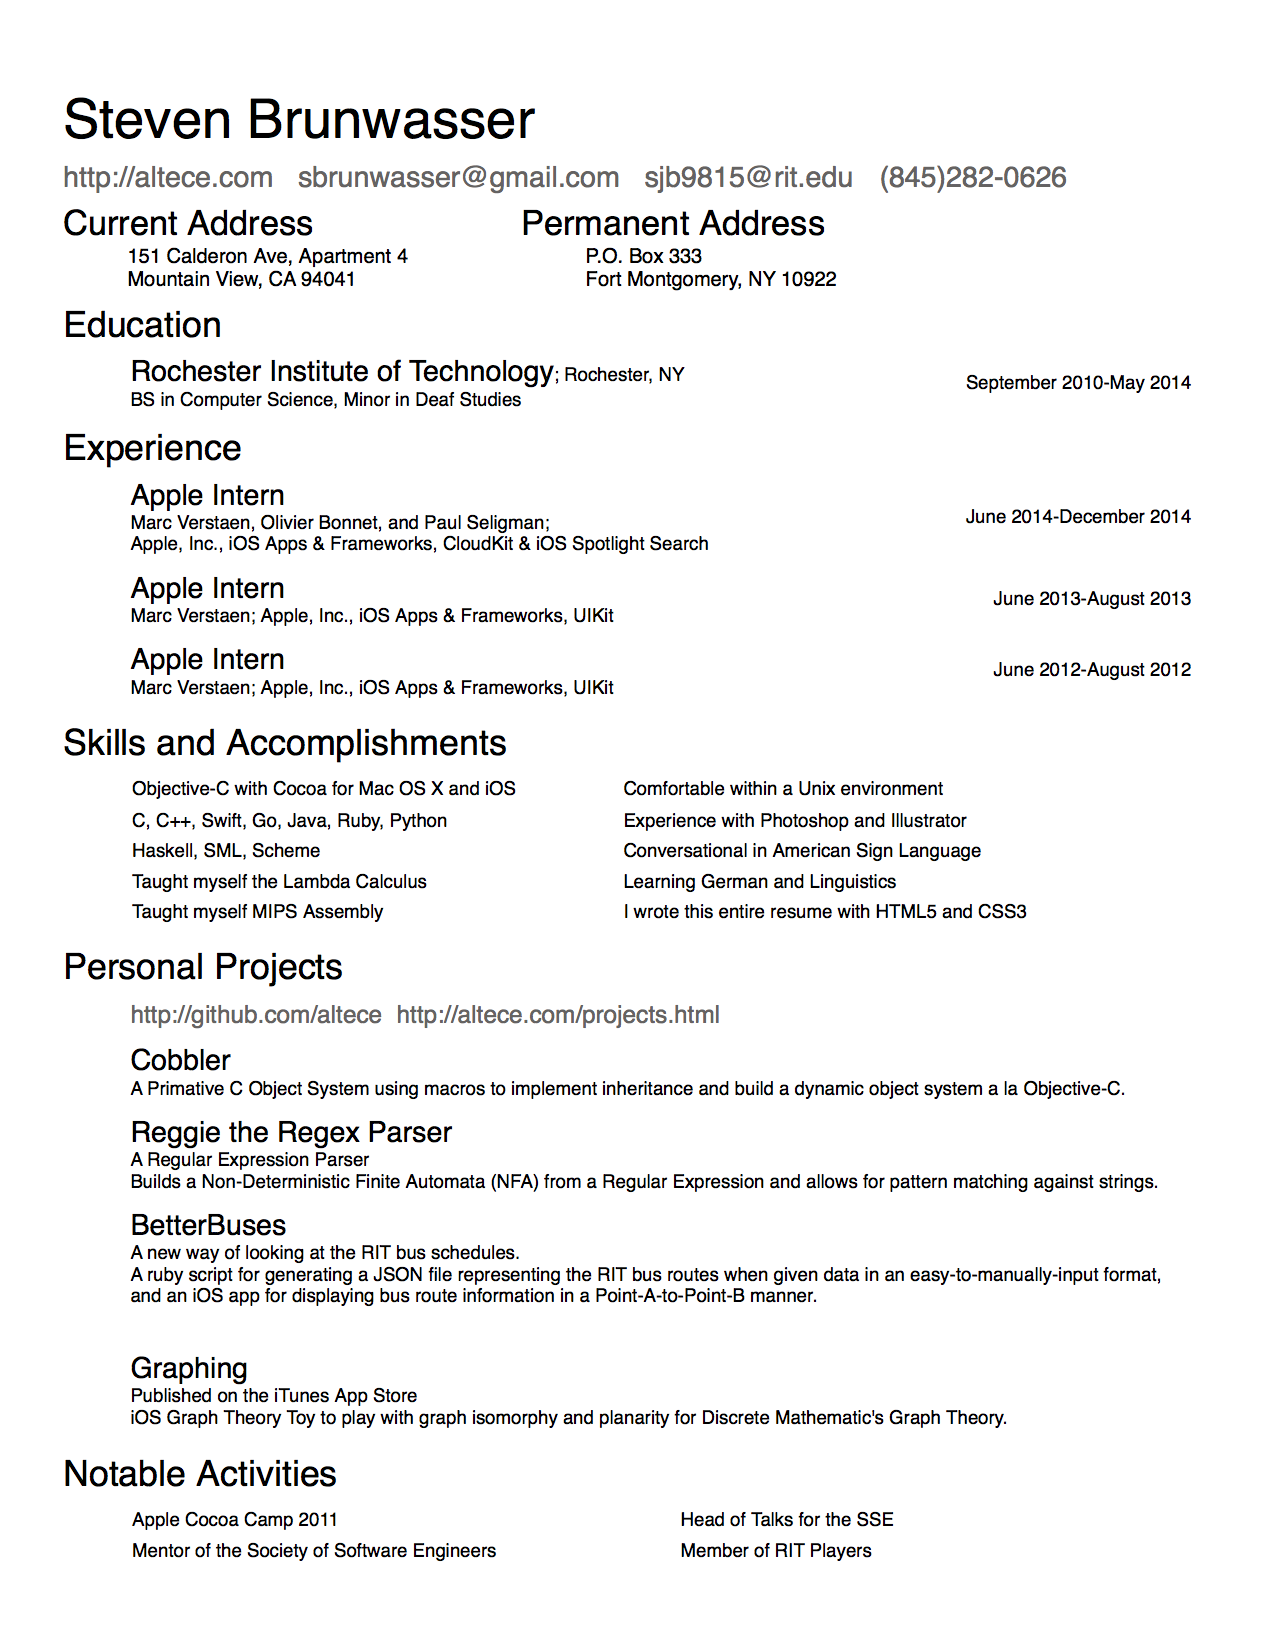 Steven Brunwasser
http://altece.com sbrunwasser@gmail.com sjb9815@rit.edu (845)282-0626
Current Address
151 Calderon Ave, Apartment 4
Mountain View, CA 94041
Permanent Address
P.O. Box 333
Fort Montgomery, NY 10922
Education
Rochester Institute of Technology; Rochester, NY
BS in Computer Science, Minor in Deaf Studies
September 2010-May 2014
Experience
Apple Intern
Marc Verstaen, Olivier Bonnet, and Paul Seligman;
Apple, Inc., iOS Apps & Frameworks, CloudKit & iOS Spotlight Search
June 2014-December 2014
Apple Intern
Marc Verstaen; Apple, Inc., iOS Apps & Frameworks, UIKit
June 2013-August 2013
Apple Intern
Marc Verstaen; Apple, Inc., iOS Apps & Frameworks, UIKit
June 2012-August 2012
Skills and Accomplishments
Objective-C with Cocoa for Mac OS X and iOS
C, C++, Swift, Go, Java, Ruby, Python
Haskell, SML, Scheme
Taught myself the Lambda Calculus
Taught myself MIPS Assembly
Comfortable within a Unix environment
Experience with Photoshop and Illustrator
Conversational in American Sign Language
Learning German and Linguistics
I wrote this entire resume with HTML5 and CSS3
Personal Projects
http://github.com/altece http://altece.com/projects.html
Cobbler
A Primative C Object System using macros to implement inheritance and build a dynamic object system a la Objective-C.
Reggie the Regex Parser
A Regular Expression Parser
Builds a Non-Deterministic Finite Automata (NFA) from a Regular Expression and allows for pattern matching against strings.
BetterBuses
A new way of looking at the RIT bus schedules.
A ruby script for generating a JSON file representing the RIT bus routes when given data in an easy-to-manually-input format,
and an iOS app for displaying bus route information in a Point-A-to-Point-B manner.
Graphing
Published on the iTunes App Store
iOS Graph Theory Toy to play with graph isomorphy and planarity for Discrete Mathematic's Graph Theory.
Notable Activities
Apple Cocoa Camp 2011
Mentor of the Society of Software Engineers
Head of Talks for the SSE
Member of RIT Players